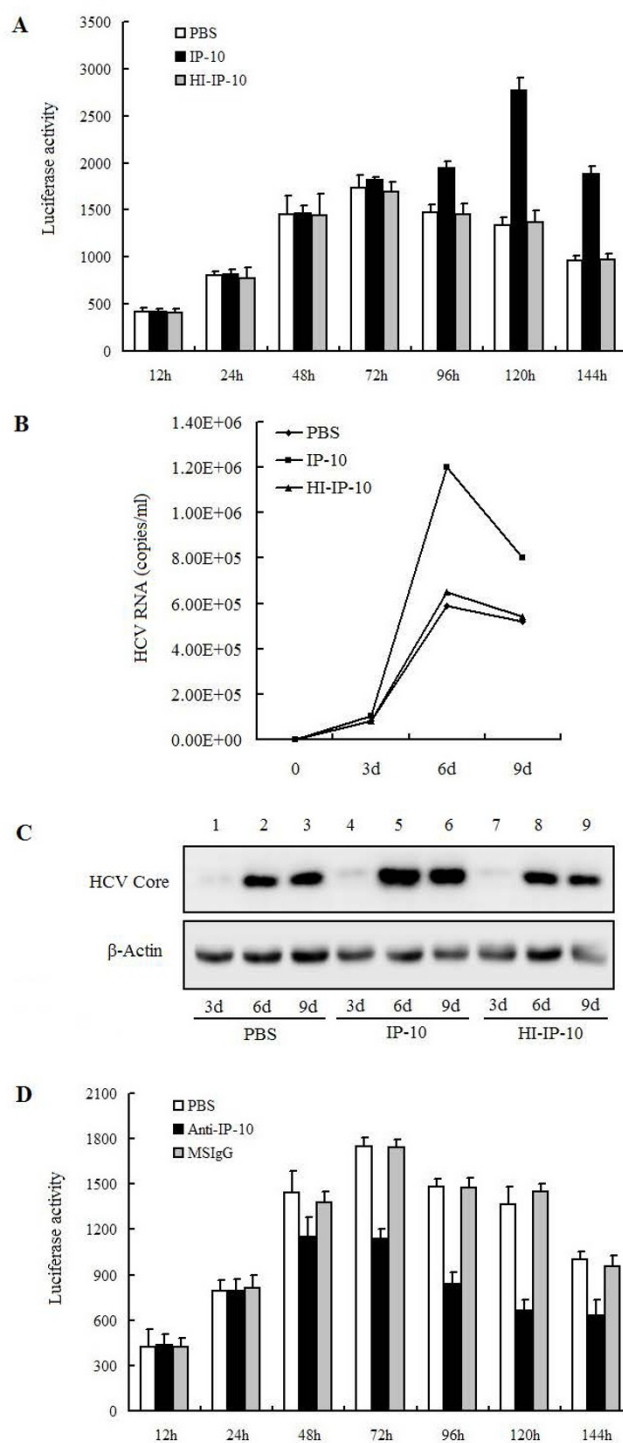 A
PBS
IP-10
HI-IP-10
Luciferase activity
3500
3000
2500
2000
1500
1000
500
0
12h 24h 48h 72h 96h 120h 144h
B
PBS
IP-10
HI-IP-10
HCV RNA (copies/ml)
1.40E+06
1.20E+06
1.00E+06
8.00E+05
6.00E+05
4.00E+05
2.00E+05
0.00E+00
0 3d 6d 9d
C
1 2 3 4 5 6 7 8 9
HCV Core
β-Actin
3d 6d 9d 3d 6d 9d 3d 6d 9d
PBS IP-10 HI-IP-10
D
PBS
Anti-IP-10
MSIgG
Luciferase activity
2100
1800
1500
1200
900
600
300
0
12h 24h 48h 72h 96h 120h 144h